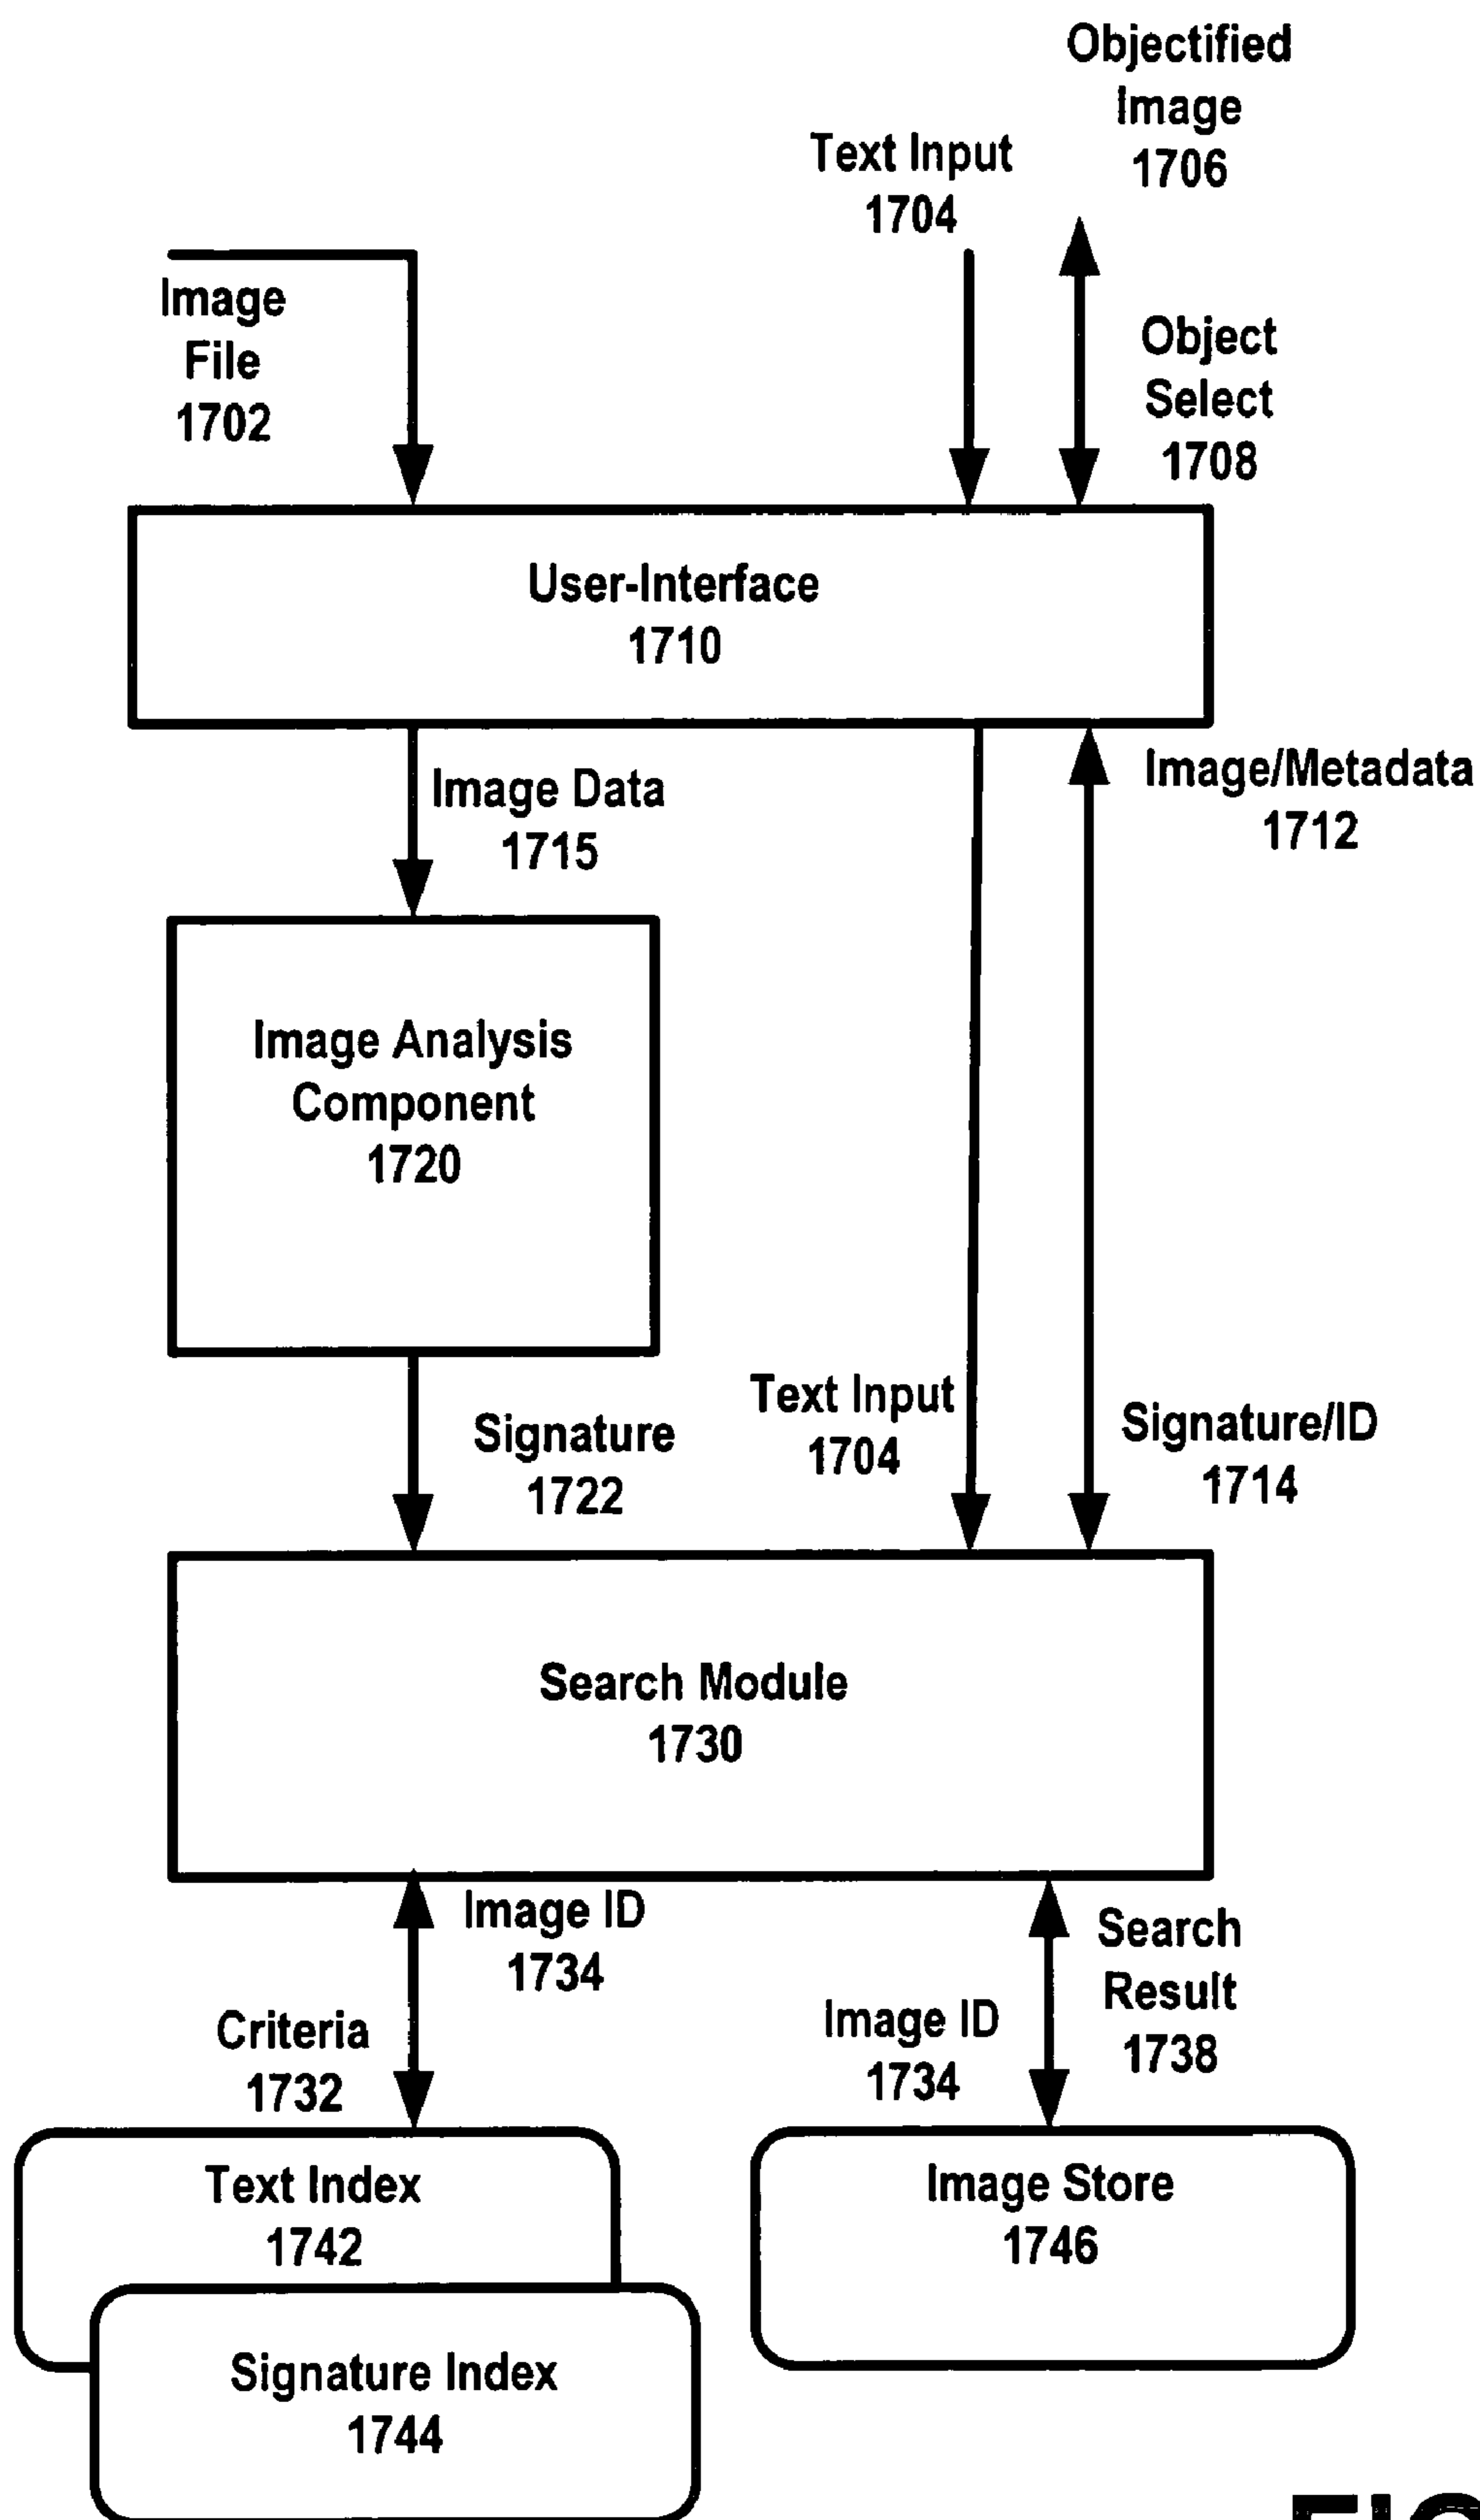 Objectified
Image
1706
Text Input
1704
Image
File
1702
Object
Select
1708
User-Interface
1710
Image/Metadata
1712
Image Data
1715
Image Analysis
Component
1720
Text Input
1704
Signature/ID
1714
Signature
1722
Search Module
1730
Image ID
1734
Search
Result
1738
Criteria
1732
Image ID
1734
Text Index
1742
Image Store
1746
Signature Index
1744